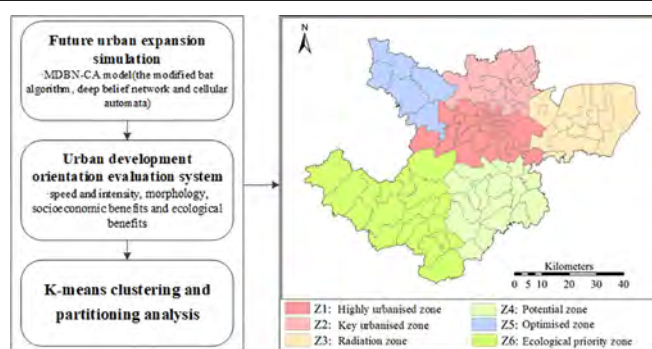 Future urban expansion
simulation
-MDBN-CA model(the modified bat
algorithm, deep belief network and cellular
automata)
Urban development
orientation evaluation system
-speed and intensity, morphology,
socioeconomic benefits and ecological
benefits
K-means clustering and
partitioning analysis
N
Kilometers
0 5 10 20 30 40
Z1: Highly urbanised zone
Z2: Key urbanised zone
Z3: Radiation zone
Z4: Potential zone
Z5: Optimised zone
Z6: Ecological priority zone